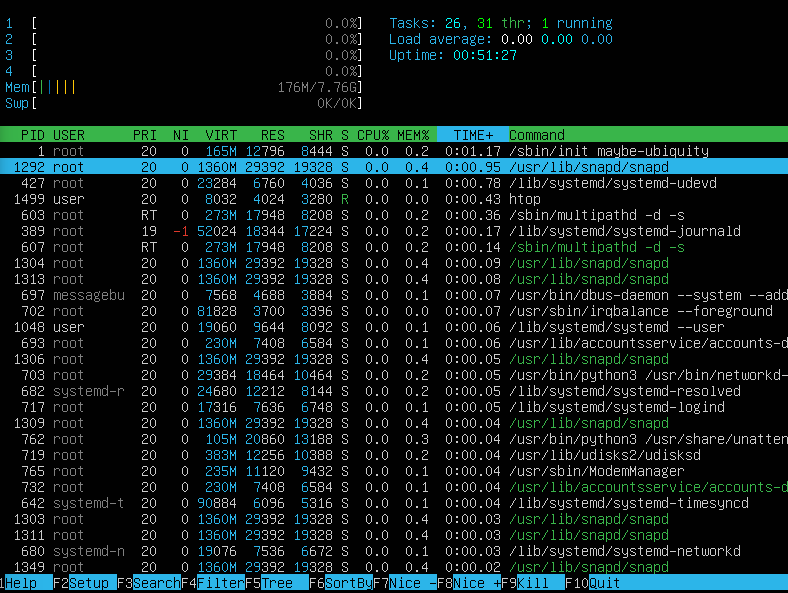 1 [ 0.0%] Tasks: 26, 31 thr; 1 running
2 [ 0.0%] Load average: 0.00 0.00 0.00
3 [ 0.0%] Uptime: 00:51:27
4 [ 0.0%]
Mem[||||| 176M/7.76G]
Swp[ 0K/0K]
PID USER PRI NI VIRT RES SHR S CPU% MEM% TIME+ Command
1 root 20 0 165M 12796 8444 S 0.0 0.2 0:01.17 /sbin/init maybe-ubiquity
1292 root 20 0 1360M 29392 19328 S 0.0 0.4 0:00.95 /usr/lib/snapd/snapd
427 root 20 0 23284 6760 4036 S 0.0 0.1 0:00.78 /lib/systemd/systemd-udevd
1499 user 20 0 8032 4024 3280 R 0.0 0.0 0:00.43 htop
603 root RT 0 273M 17948 8208 S 0.0 0.2 0:00.36 /sbin/multipathd -d -s
389 root 19 -1 52024 18344 17224 S 0.0 0.2 0:00.17 /lib/systemd/systemd-journald
607 root RT 0 273M 17948 8208 S 0.0 0.2 0:00.14 /sbin/multipathd -d -s
1304 root 20 0 1360M 29392 19328 S 0.0 0.4 0:00.09 /usr/lib/snapd/snapd
1313 root 20 0 1360M 29392 19328 S 0.0 0.4 0:00.08 /usr/lib/snapd/snapd
697 messagebu 20 0 7568 4688 3884 S 0.0 0.1 0:00.07 /usr/bin/dbus-daemon --system --add
702 root 20 0 81828 3700 3396 S 0.0 0.0 0:00.07 /usr/sbin/irqbalance --foreground
1048 user 20 0 19060 9644 8092 S 0.0 0.1 0:00.06 /lib/systemd/systemd --user
693 root 20 0 230M 7408 6584 S 0.0 0.1 0:00.06 /usr/lib/accountsservice/accounts-d
1306 root 20 0 1360M 29392 19328 S 0.0 0.4 0:00.05 /usr/lib/snapd/snapd
703 root 20 0 29384 18464 10464 S 0.0 0.2 0:00.05 /usr/bin/python3 /usr/bin/networkd-
682 systemd-r 20 0 24680 12212 8144 S 0.0 0.2 0:00.05 /lib/systemd/systemd-resolved
717 root 20 0 17316 7636 6748 S 0.0 0.1 0:00.05 /lib/systemd/systemd-logind
1309 root 20 0 1360M 29392 19328 S 0.0 0.4 0:00.04 /usr/lib/snapd/snapd
762 root 20 0 105M 20860 13188 S 0.0 0.3 0:00.04 /usr/bin/python3 /usr/share/unatten
719 root 20 0 383M 12256 10388 S 0.0 0.2 0:00.04 /usr/lib/udisks2/udisksd
765 root 20 0 235M 11120 9432 S 0.0 0.1 0:00.04 /usr/sbin/ModemManager
732 root 20 0 230M 7408 6584 S 0.0 0.1 0:00.04 /usr/lib/accountsservice/accounts-d
642 systemd-t 20 0 90884 6096 5316 S 0.0 0.1 0:00.04 /lib/systemd/systemd-timesyncd
1303 root 20 0 1360M 29392 19328 S 0.0 0.4 0:00.03 /usr/lib/snapd/snapd
1311 root 20 0 1360M 29392 19328 S 0.0 0.4 0:00.03 /usr/lib/snapd/snapd
680 systemd-n 20 0 19076 7536 6672 S 0.0 0.1 0:00.03 /lib/systemd/systemd-networkd
1349 root 20 0 1360M 29392 19328 S 0.0 0.4 0:00.02 /usr/lib/snapd/snapd
1Help F2Setup F3SearchF4FilterF5Tree F6SortByF7Nice -F8Nice +F9Kill F10Quit